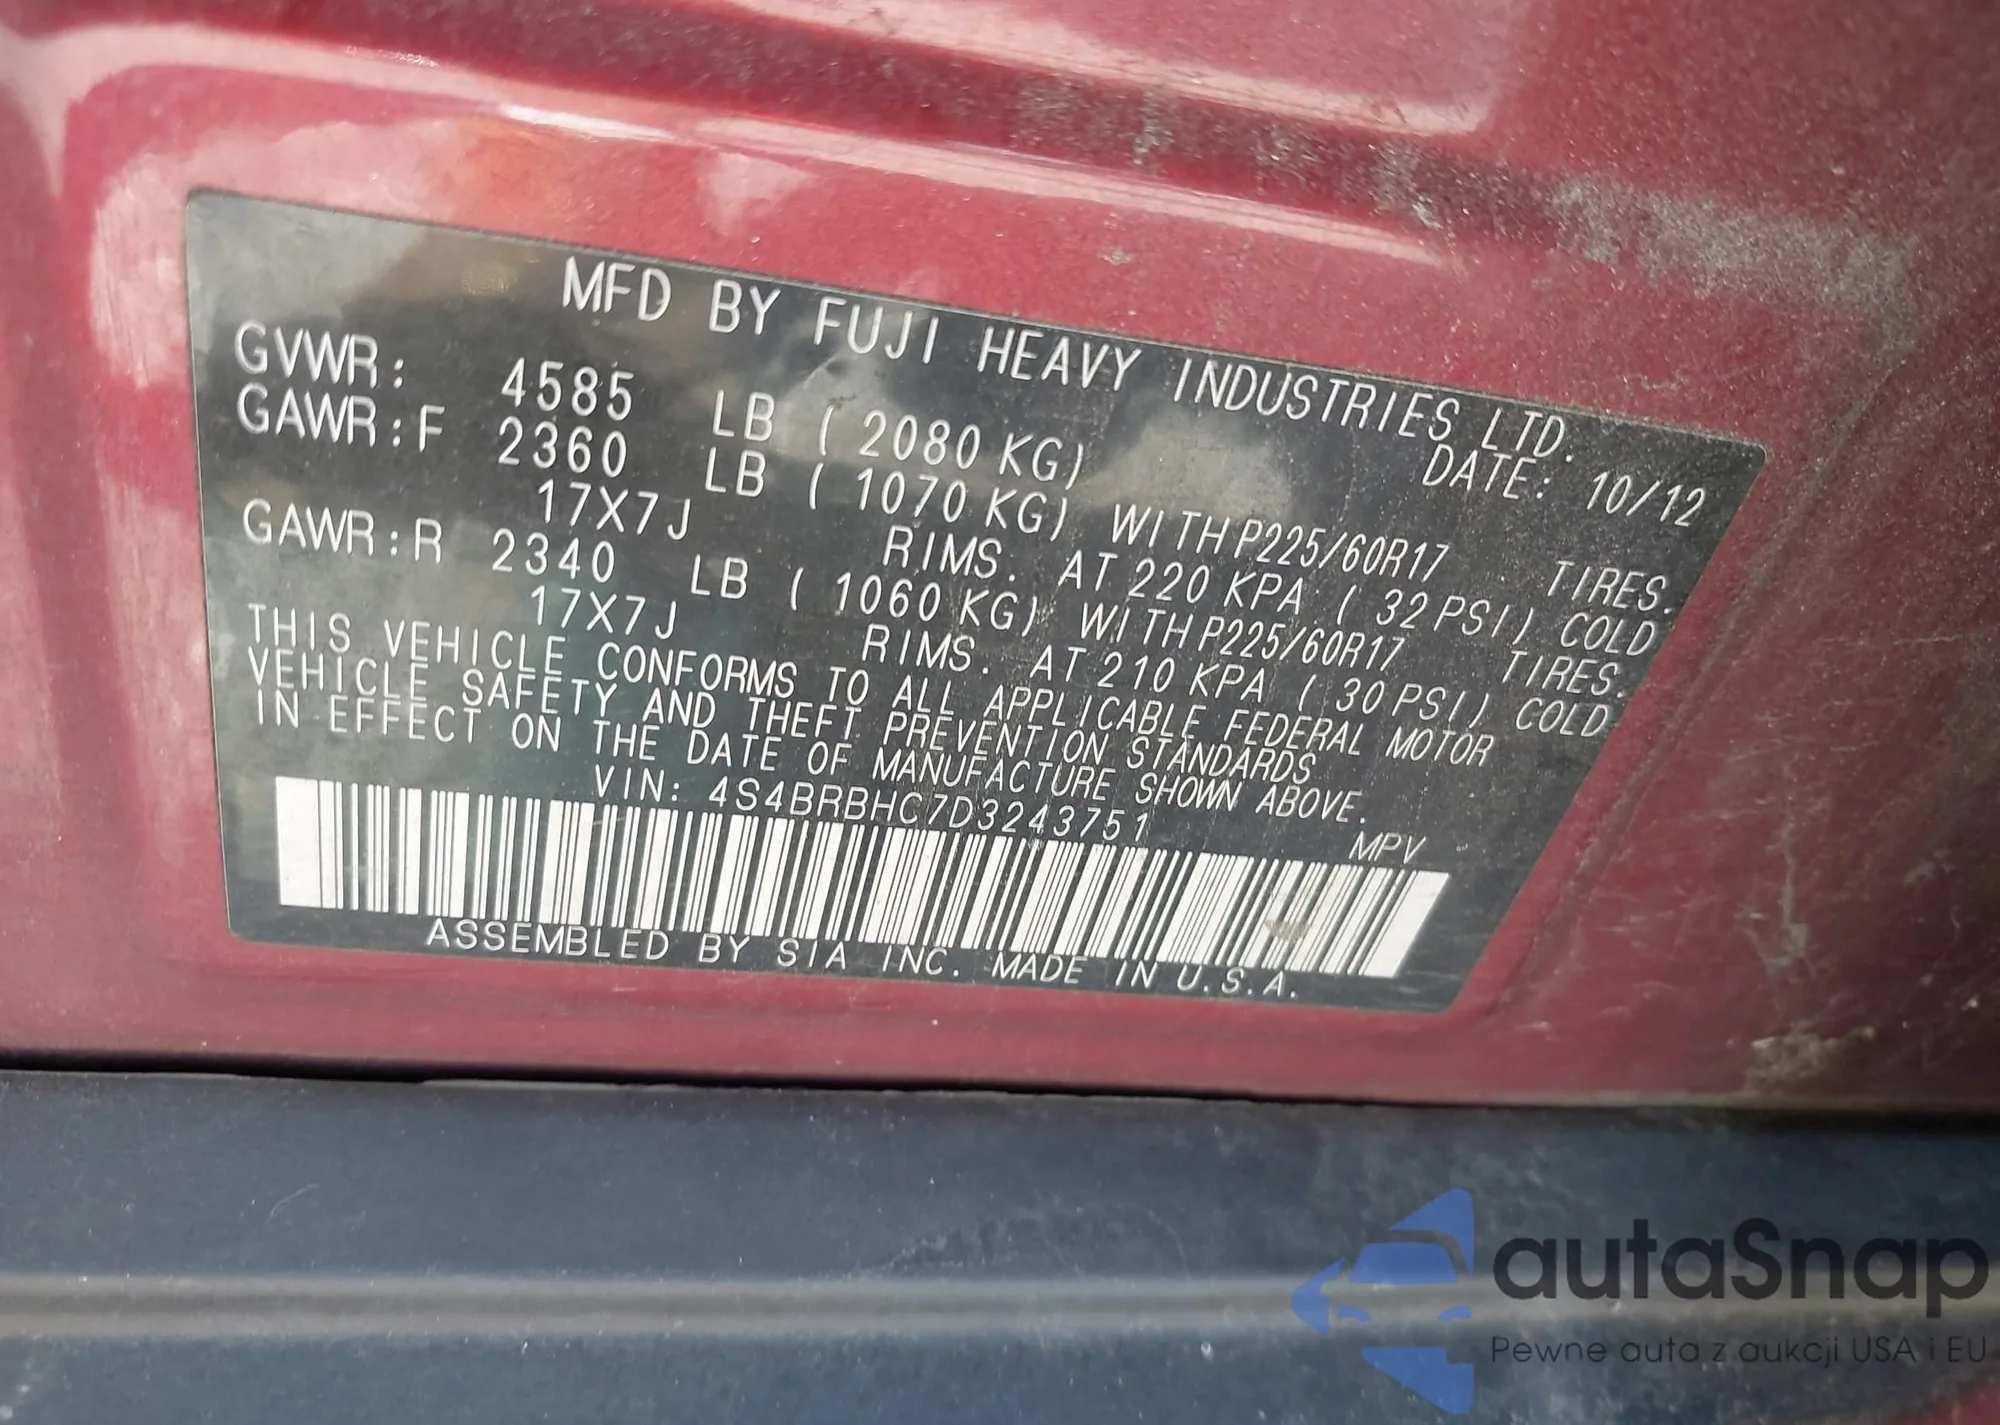 MFD BY FUJI HEAVY INDUSTRIES LTD.
DATE: 10/12
GVWR: 4585 LB ( 2080 KG)
GAWR:F 2360 LB ( 1070 KG) WITH P225/60R17 TIRES.
17X7J RIMS. AT 220 KPA ( 32 PSI) COLD
GAWR:R 2340 LB ( 1060 KG) WITH P225/60R17 TIRES.
17X7J RIMS. AT 210 KPA ( 30 PSI) COLD
THIS VEHICLE CONFORMS TO ALL APPLICABLE FEDERAL MOTOR
VEHICLE SAFETY AND THEFT PREVENTION STANDARDS
IN EFFECT ON THE DATE OF MANUFACTURE SHOWN ABOVE.
VIN: 4S4BRBHC7D3243751 MPV
ASSEMBLED BY SIA INC. MADE IN U.S.A.
autaSnap
Pewne auta z aukcji USA i EU